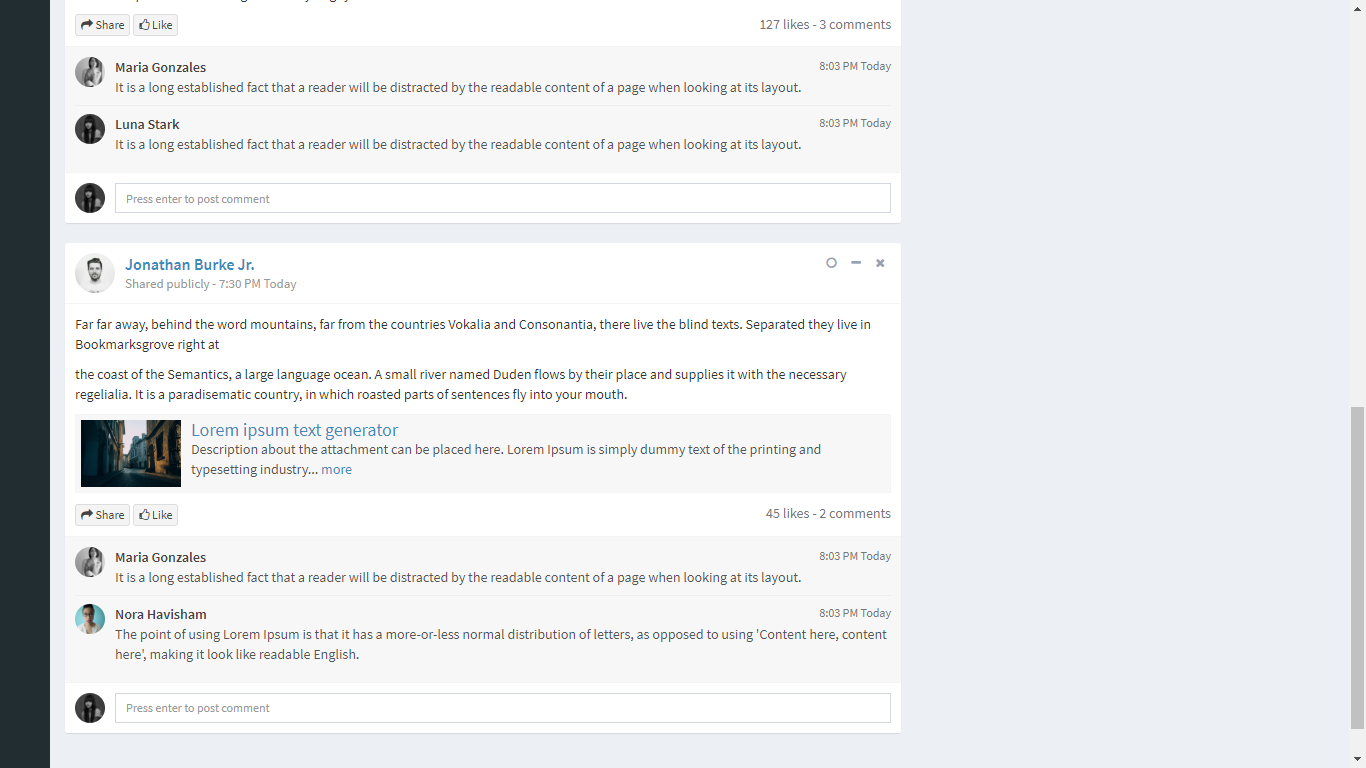 Share Like 127 likes - 3 comments
Maria Gonzales 8:03 PM Today
It is a long established fact that a reader will be distracted by the readable content of a page when looking at its layout.
Luna Stark 8:03 PM Today
It is a long established fact that a reader will be distracted by the readable content of a page when looking at its layout.
Press enter to post comment
Jonathan Burke Jr.
Shared publicly - 7:30 PM Today
Far far away, behind the word mountains, far from the countries Vokalia and Consonantia, there live the blind texts. Separated they live in
Bookmarksgrove right at
the coast of the Semantics, a large language ocean. A small river named Duden flows by their place and supplies it with the necessary
regelialia. It is a paradisematic country, in which roasted parts of sentences fly into your mouth.
Lorem ipsum text generator
Description about the attachment can be placed here. Lorem Ipsum is simply dummy text of the printing and
typesetting industry... more
Share Like 45 likes - 2 comments
Maria Gonzales 8:03 PM Today
It is a long established fact that a reader will be distracted by the readable content of a page when looking at its layout.
Nora Havisham 8:03 PM Today
The point of using Lorem Ipsum is that it has a more-or-less normal distribution of letters, as opposed to using 'Content here, content
here', making it look like readable English.
Press enter to post comment